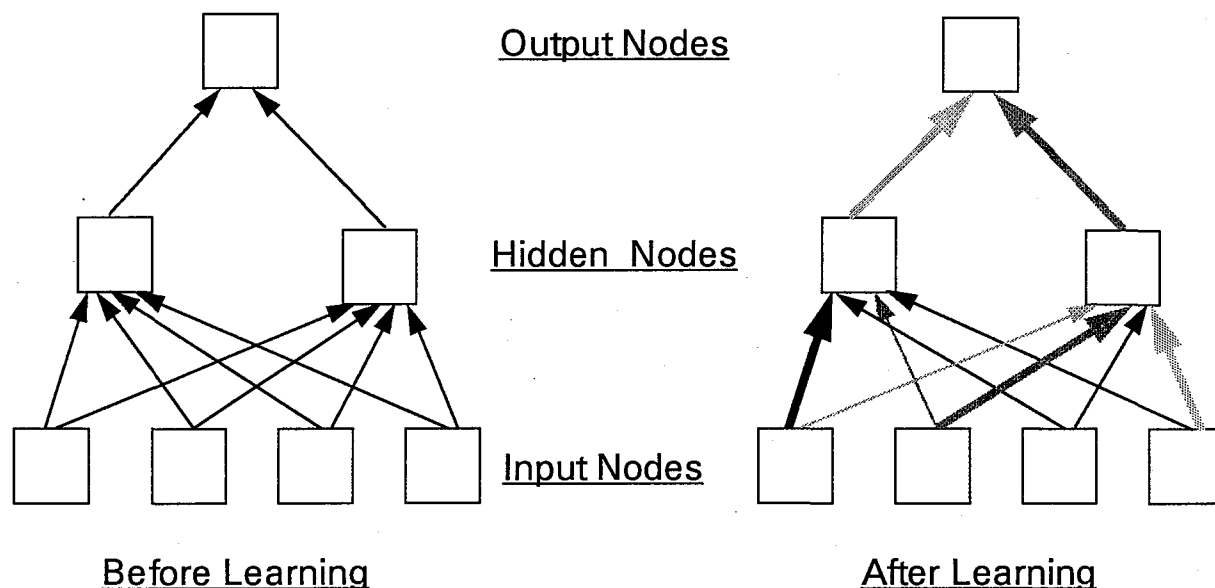 Output Nodes
Hidden Nodes
Input Nodes
Before Learning
After Learning